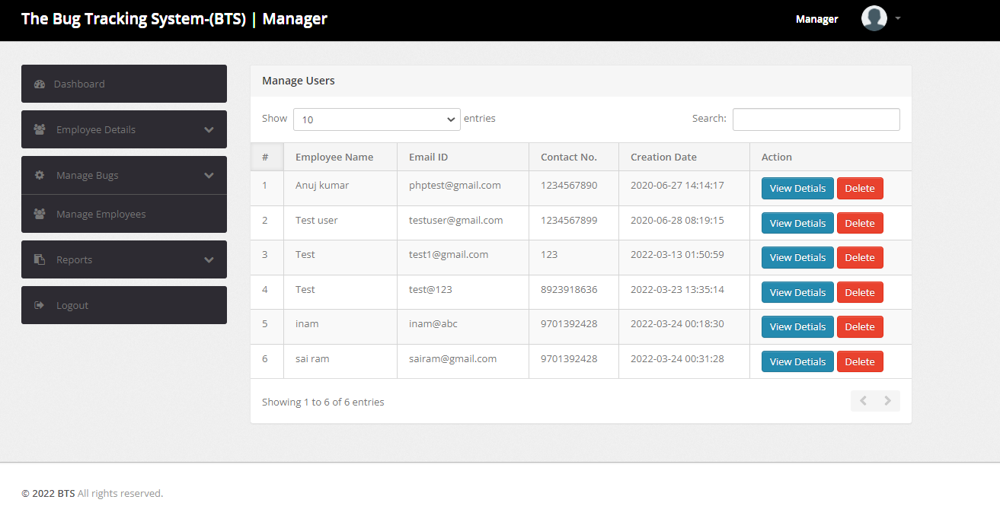 The Bug Tracking System-(BTS) | Manager
Manager
Dashboard
Employee Details
Manage Bugs
Manage Employees
Reports
Logout
Manage Users
Show 10 entries
Search:
# Employee Name Email ID Contact No. Creation Date Action
1 Anuj kumar phptest@gmail.com 1234567890 2020-06-27 14:14:17 View Detials Delete
2 Test user testuser@gmail.com 1234567899 2020-06-28 08:19:15 View Detials Delete
3 Test test1@gmail.com 123 2022-03-13 01:50:59 View Detials Delete
4 Test test@123 8923918636 2022-03-23 13:35:14 View Detials Delete
5 inam inam@abc 9701392428 2022-03-24 00:18:30 View Detials Delete
6 sai ram sairam@gmail.com 9701392428 2022-03-24 00:31:28 View Detials Delete
Showing 1 to 6 of 6 entries
© 2022 BTS All rights reserved.